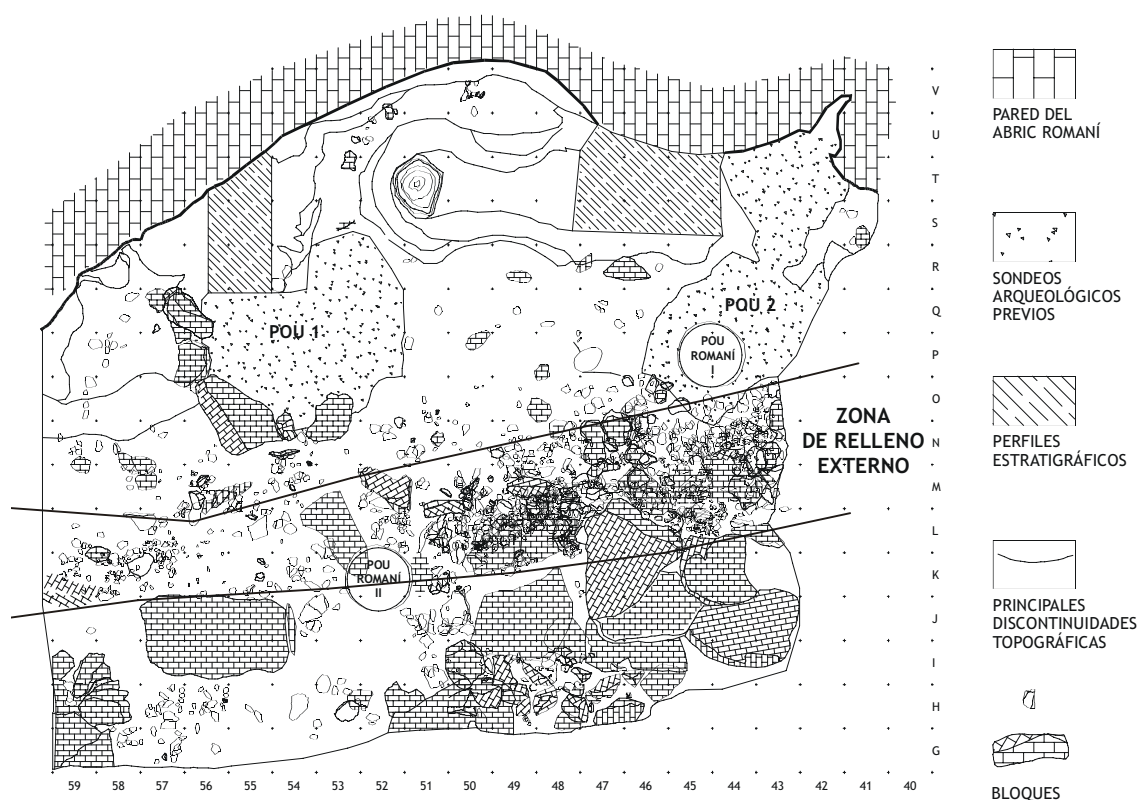 V
U
T
S
R
Q
P
O
N
M
L
K
J
I
H
G
59 58 57 56 55 54 53 52 51 50 49 48 47 46 45 44 43 42 41 40
POU 1
POU 2
POU
ROMANÍ
I
POU
ROMANÍ
II
ZONA
DE RELLENO
EXTERNO
PARED DEL
ABRIC ROMANÍ
SONDEOS
ARQUEOLÓGICOS
PREVIOS
PERFILES
ESTRATIGRÁFICOS
PRINCIPALES
DISCONTINUIDADES
TOPOGRÁFICAS
BLOQUES